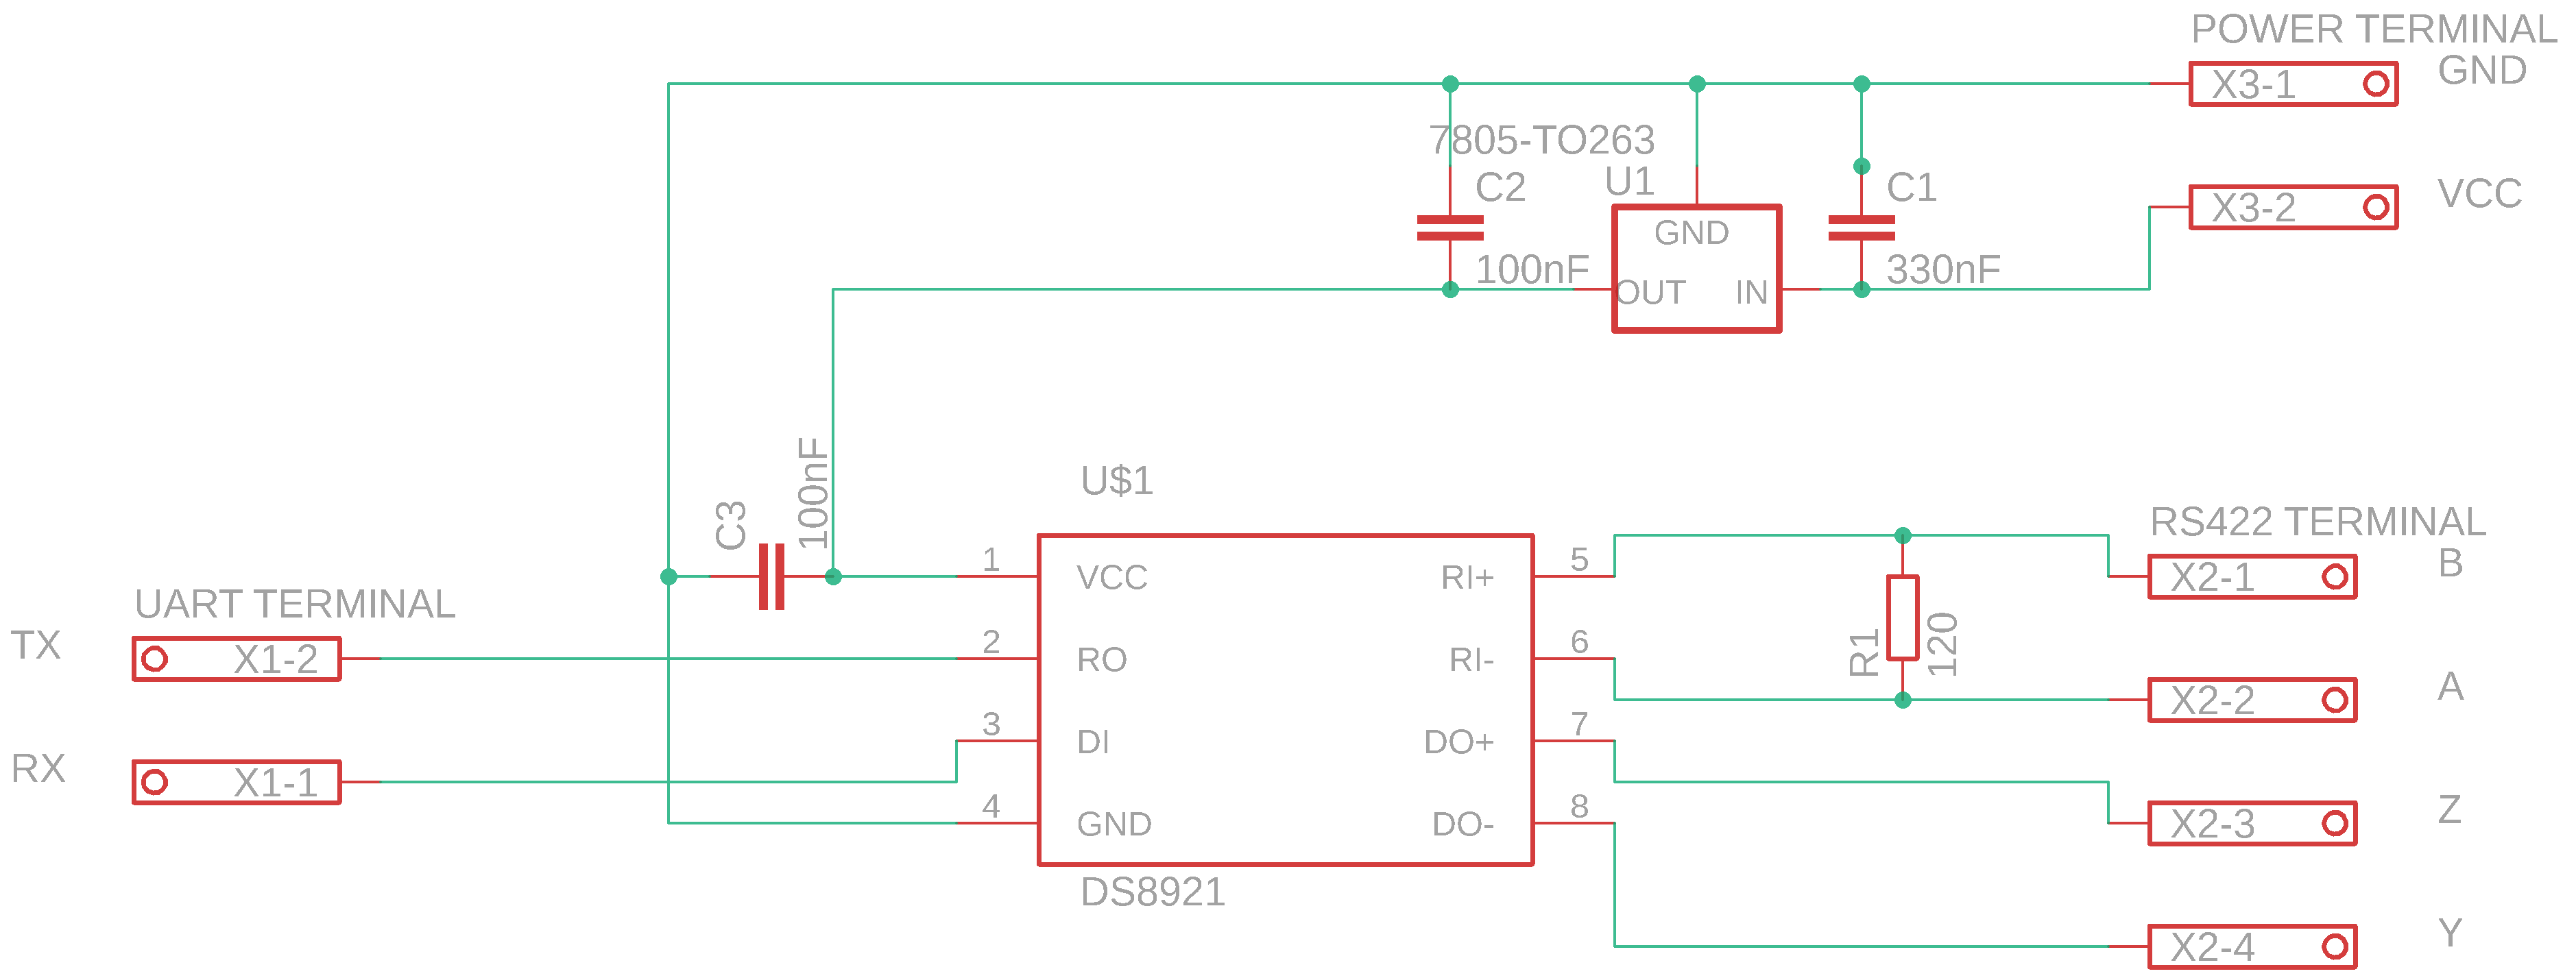 POWER TERMINAL
X3-1
GND
X3-2
VCC
7805-TO263
C2
100nF
U1
GND
OUT
IN
C1
330nF
C3
100nF
U$1
1
VCC
2
RO
3
DI
4
GND
5
RI+
6
RI-
7
DO+
8
DO-
DS8921
UART TERMINAL
TX
X1-2
RX
X1-1
R1
120
RS422 TERMINAL
X2-1
B
X2-2
A
X2-3
Z
X2-4
Y